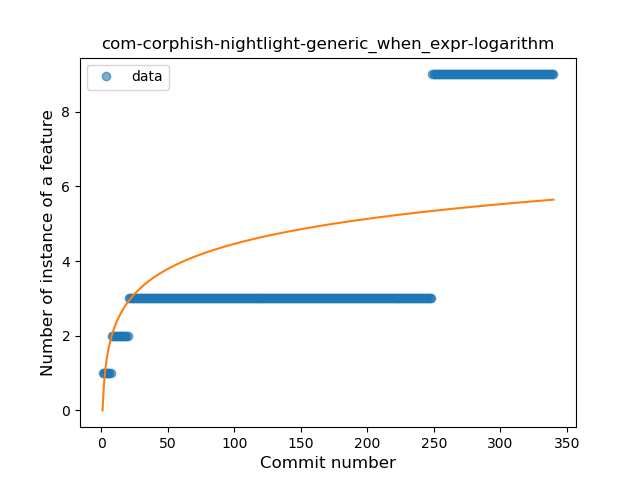 com-corphish-nightlight-generic_when_expr-logarithm
data
Number of instance of a feature
8
6
4
2
0
0 50 100 150 200 250 300 350
Commit number